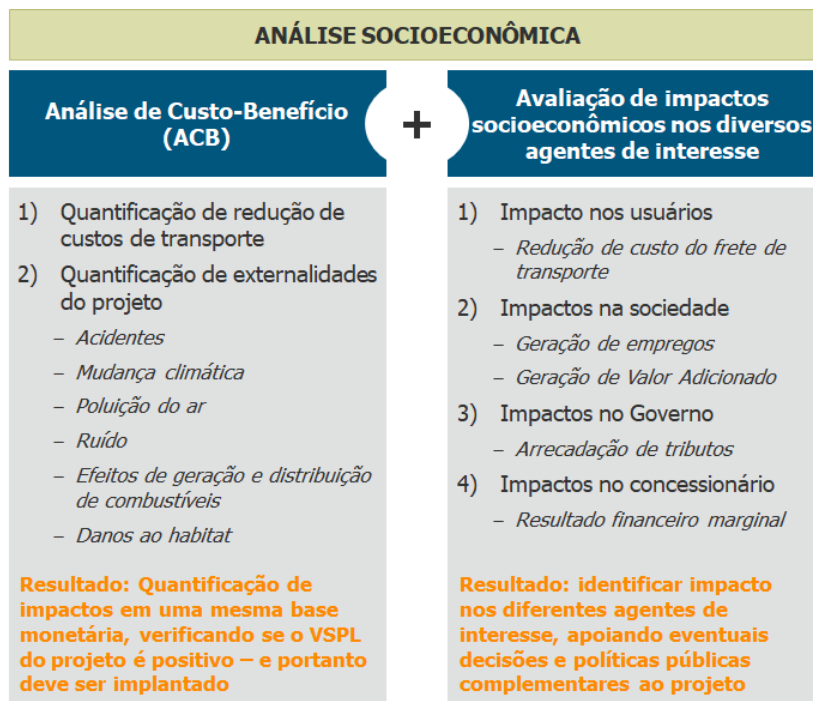 ANÁLISE SOCIOECONÔMICA
Análise de Custo-Benefício
(ACB)
+
Avaliação de impactos
socioeconômicos nos diversos
agentes de interesse
1) Quantificação de redução de
custos de transporte
2) Quantificação de externalidades
do projeto
– Acidentes
– Mudança climática
– Poluição do ar
– Ruído
– Efeitos de geração e distribuição
de combustíveis
– Danos ao habitat
Resultado: Quantificação de
impactos em uma mesma base
monetária, verificando se o VSPL
do projeto é positivo – e portanto
deve ser implantado
1) Impacto nos usuários
– Redução de custo do frete de
transporte
2) Impactos na sociedade
– Geração de empregos
– Geração de Valor Adicionado
3) Impactos no Governo
– Arrecadação de tributos
4) Impactos no concessionário
– Resultado financeiro marginal
Resultado: identificar impacto
nos diferentes agentes de
interesse, apoiando eventuais
decisões e políticas públicas
complementares ao projeto